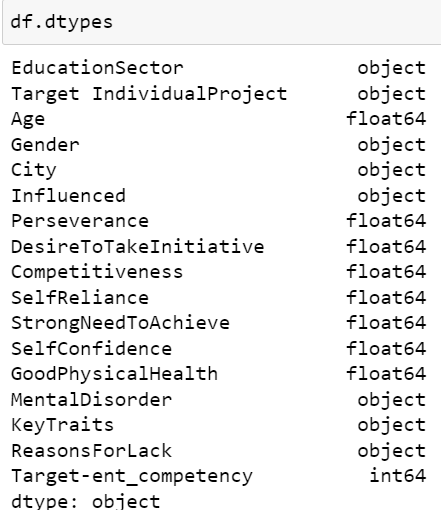 df.dtypes
EducationSector object
Target IndividualProject object
Age float64
Gender object
City object
Influenced object
Perseverance float64
DesireToTakeInitiative float64
Competitiveness float64
SelfReliance float64
StrongNeedToAchieve float64
SelfConfidence float64
GoodPhysicalHealth float64
MentalDisorder object
KeyTraits object
ReasonsForLack object
Target-ent_competency int64
dtype: object